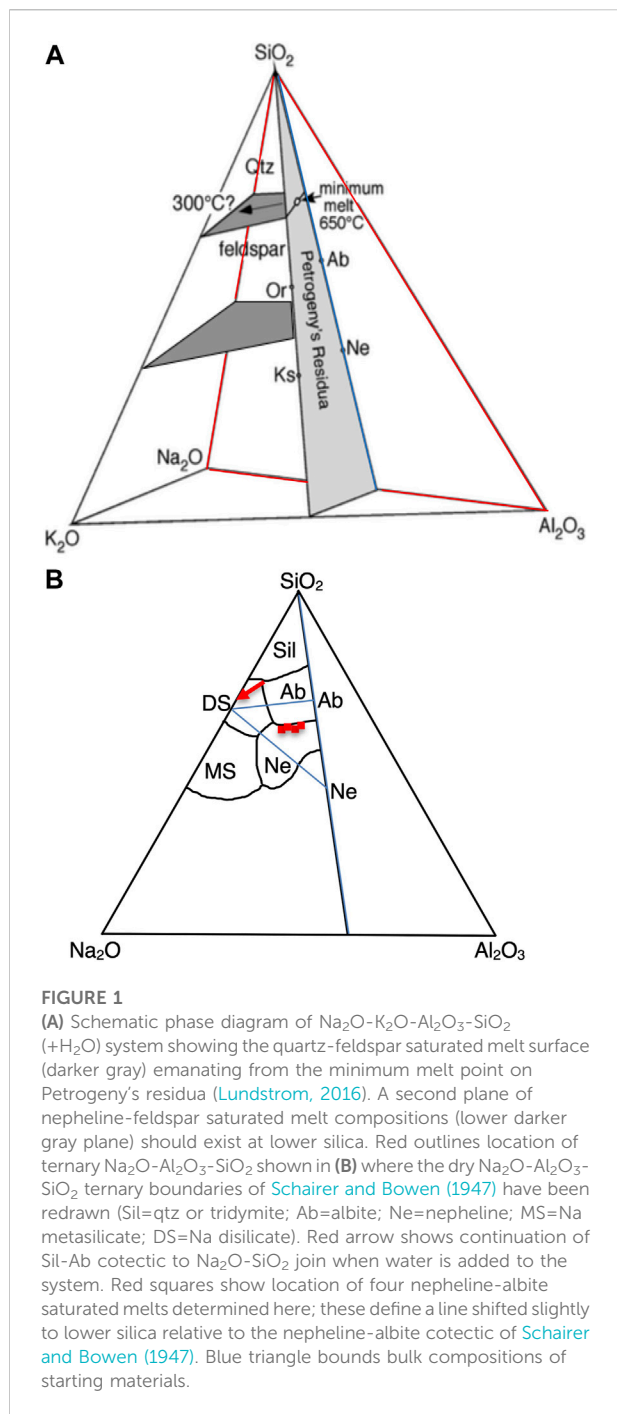 A
SiO₂
Qtz
300°C?
minimum
melt
650°C
feldspar
Ab
Or
Petrogeny's Residua
Ne
Ks
Na₂O
K₂O
Al₂O₃
B
SiO₂
Sil
DS
Ab
Ab
MS
Ne
Ne
Na₂O
Al₂O₃
FIGURE 1
(A) Schematic phase diagram of Na₂O-K₂O-Al₂O₃-SiO₂
(+H₂O) system showing the quartz-feldspar saturated melt surface
(darker gray) emanating from the minimum melt point on
Petrogeny's residua (Lundstrom, 2016). A second plane of
nepheline-feldspar saturated melt compositions (lower darker
gray plane) should exist at lower silica. Red outlines location of
ternary Na₂O-Al₂O₃-SiO₂ shown in (B) where the dry Na₂O-Al₂O₃-
SiO₂ ternary boundaries of Schairer and Bowen (1947) have been
redrawn (Sil=qtz or tridymite; Ab=albite; Ne=nepheline; MS=Na
metasilicate; DS=Na disilicate). Red arrow shows continuation of
Sil-Ab cotectic to Na₂O-SiO₂ join when water is added to the
system. Red squares show location of four nepheline-albite
saturated melts determined here; these define a line shifted slightly
to lower silica relative to the nepheline-albite cotectic of Schairer
and Bowen (1947). Blue triangle bounds bulk compositions of
starting materials.